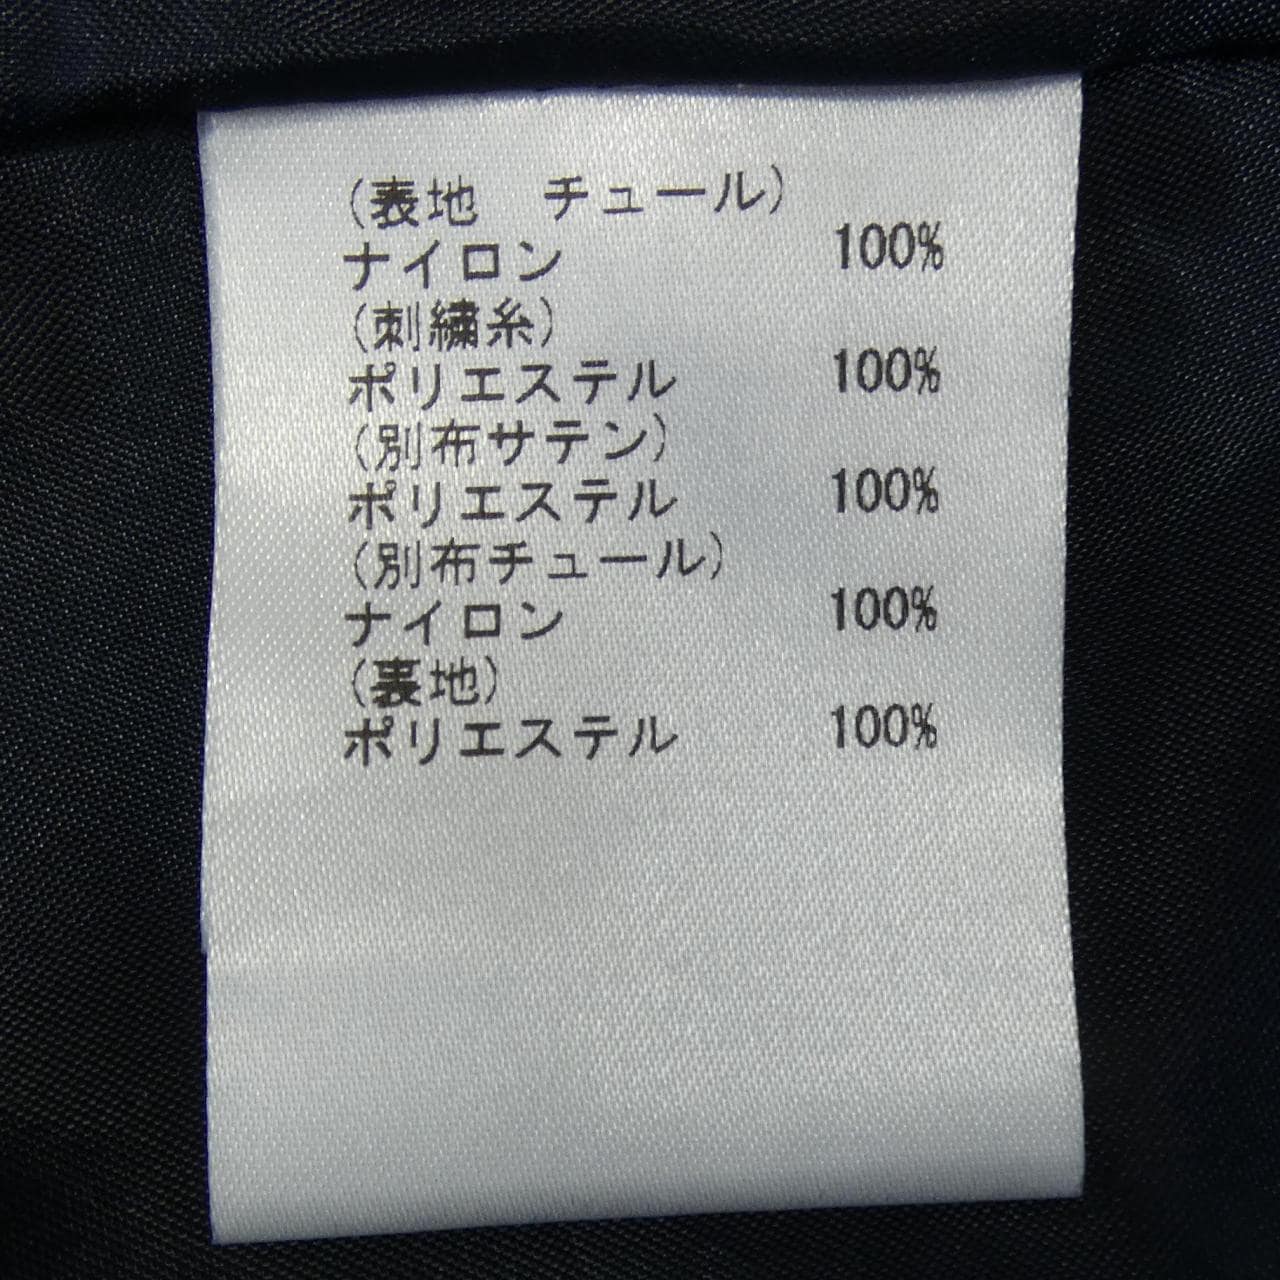 (表地　チュール)
ナイロン 100%
(刺繍糸)
ポリエステル 100%
(別布サテン)
ポリエステル 100%
(別布チュール)
ナイロン 100%
(裏地)
ポリエステル 100%